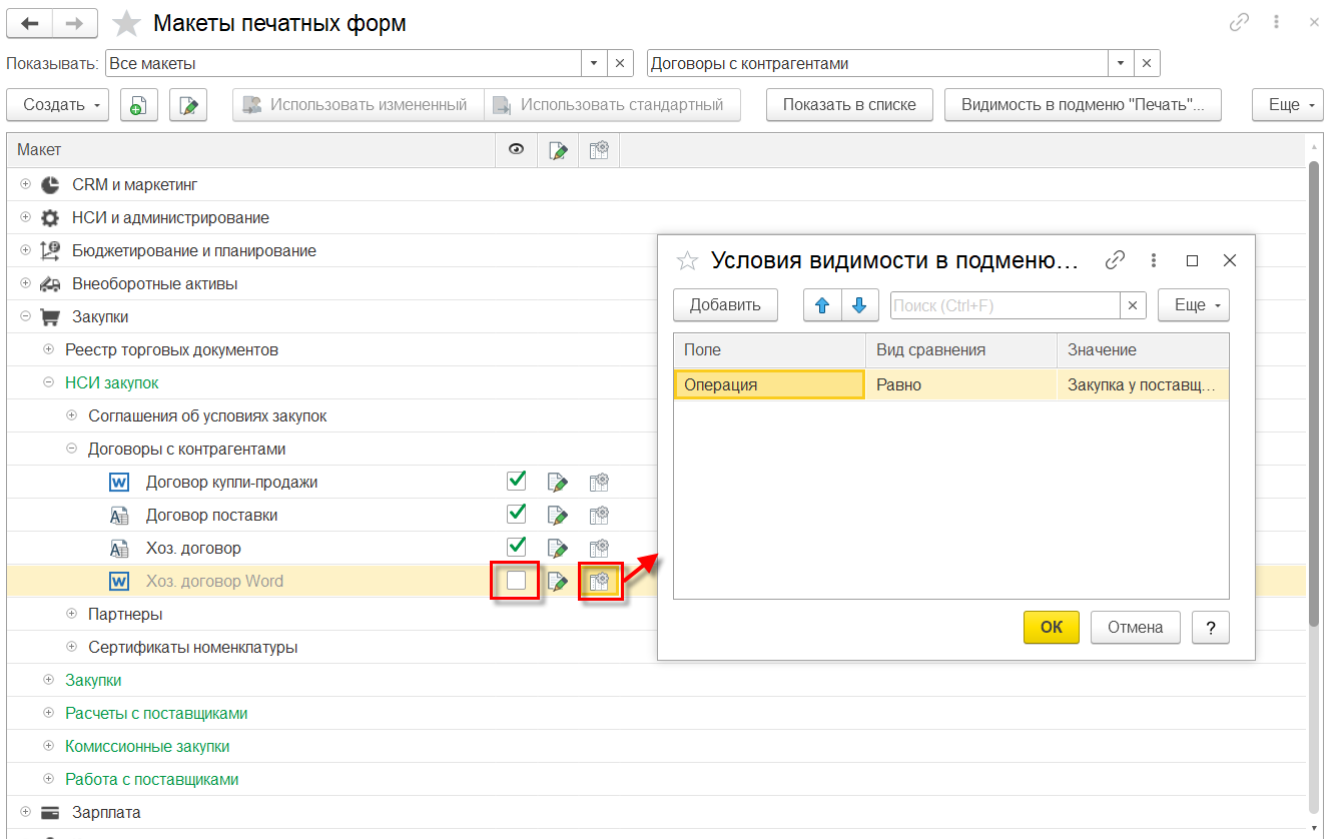 Макеты печатных форм
Показывать: Все макеты Договоры с контрагентами
Создать Использовать измененный Использовать стандартный Показать в списке Видимость в подменю "Печать"... Еще
Макет
CRM и маркетинг
НСИ и администрирование
Бюджетирование и планирование
Внеоборотные активы
Закупки
Реестр торговых документов
НСИ закупок
Соглашения об условиях закупок
Договоры с контрагентами
W Договор куппи-продажи
A Договор поставки
A Хоз. договор
W Хоз. договор Word
Партнеры
Сертификаты номенклатуры
Закупки
Расчеты с поставщиками
Комиссионные закупки
Работа с поставщиками
Зарплата
Условия видимости в подменю...
Добавить Поиск (Ctrl+F) Еще
Поле Вид сравнения Значение
Операция Равно Закупка у поставщ...
ОК Отмена ?